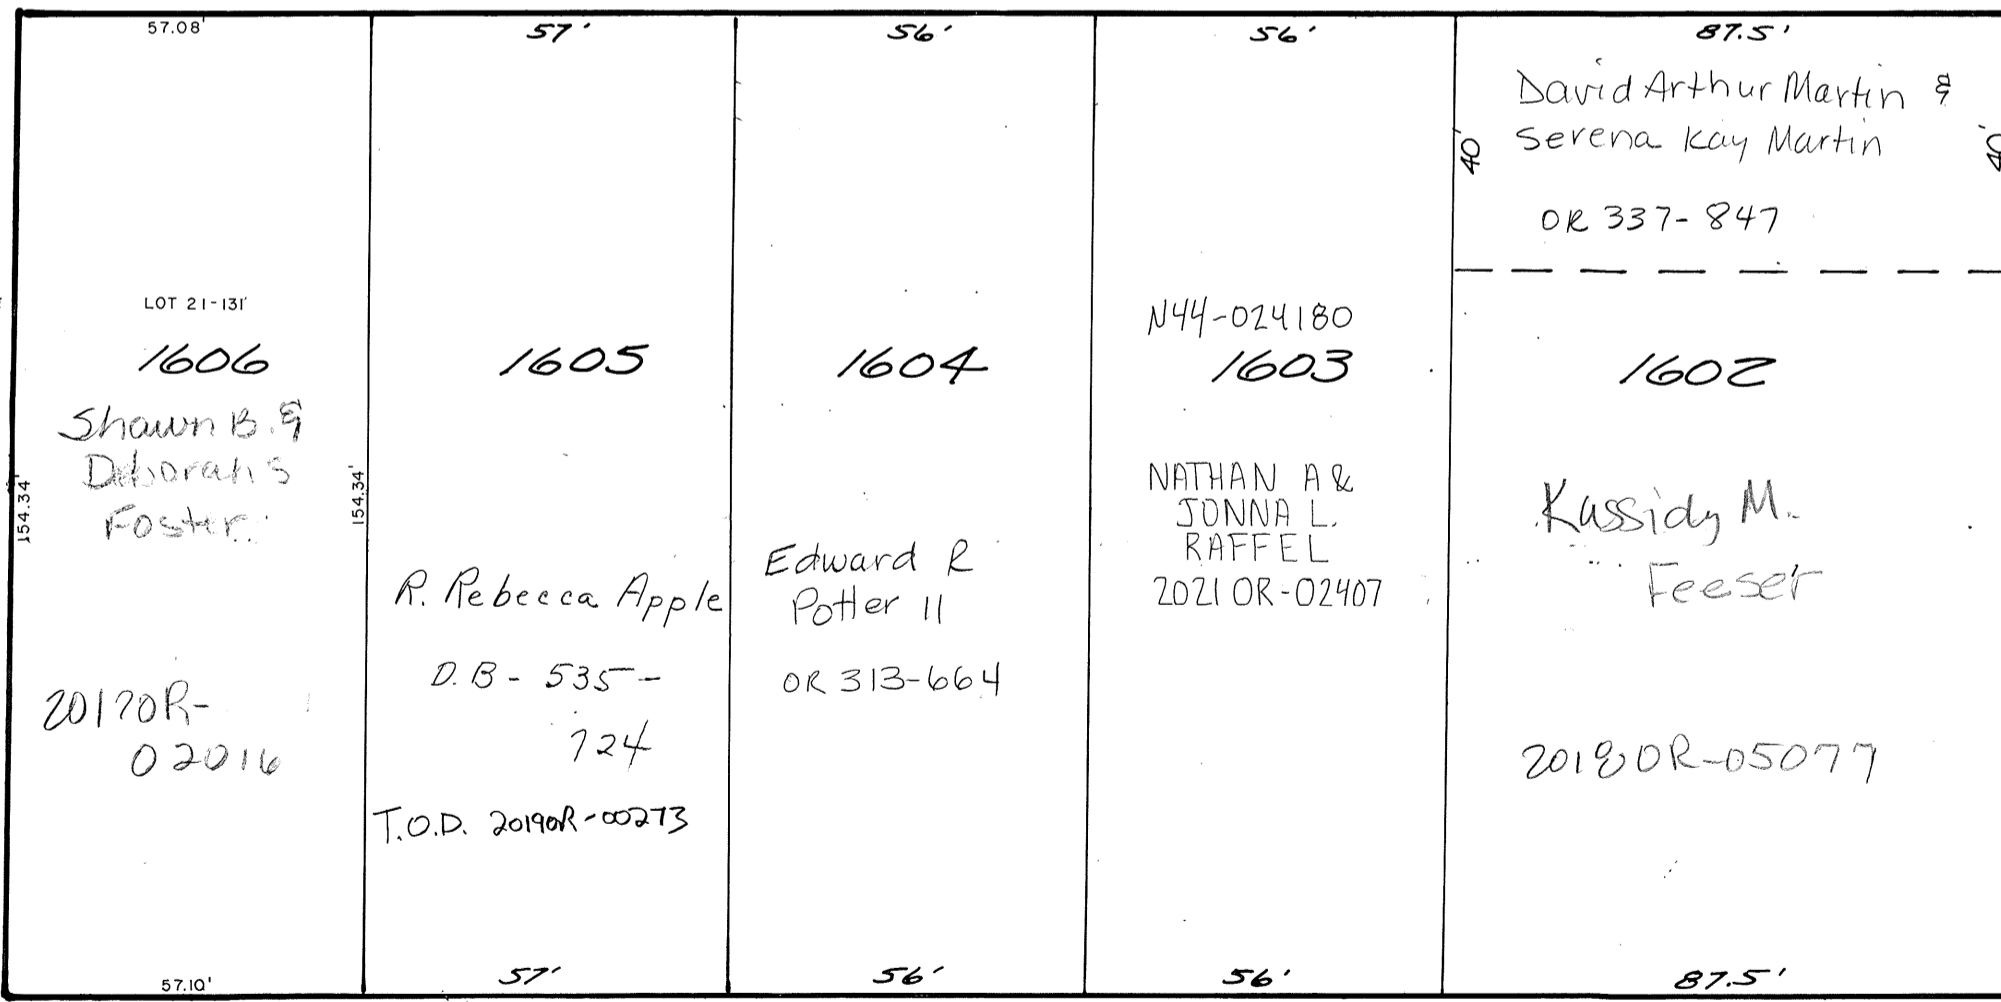 57.08'
LOT 21-131'
1606
Shawn B. &
Deborah S
Foster
154.34'
154.34'
2017OR-
02016
57.10'
57'
1605
R. Rebecca Apple
D.B - 535-
724
T.O.D. 2019OR-00273
57'
56'
1604
Edward R
Potter II
OR 313-664
56'
56'
N44-024180
1603
NATHAN A &
JONNA L.
RAFFEL
2021 OR-02407
56'
87.5'
David Arthur Martin &
Serena Kay Martin
40'
40'
OR 337-847
1602
Kassidy M.
Feeser
2018OR-05077
87.5'